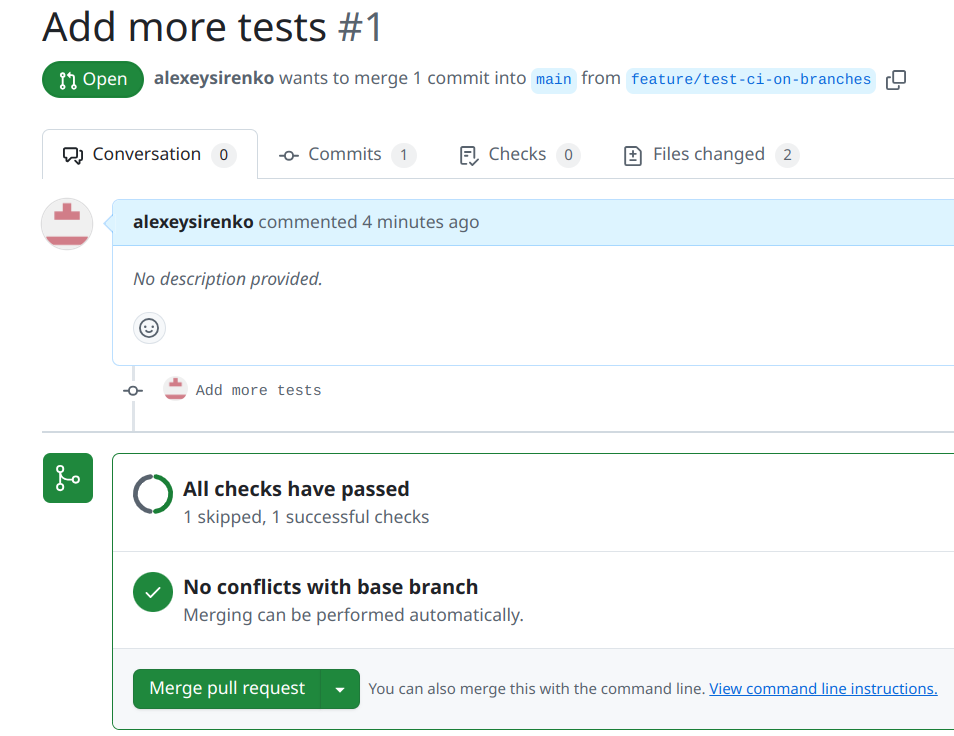 Add more tests #1
Open alexeysirenko wants to merge 1 commit into main from feature/test-ci-on-branches
Conversation 0 Commits 1 Checks 0 Files changed 2
alexeysirenko commented 4 minutes ago
No description provided.
Add more tests
All checks have passed
1 skipped, 1 successful checks
No conflicts with base branch
Merging can be performed automatically.
Merge pull request You can also merge this with the command line. View command line instructions.